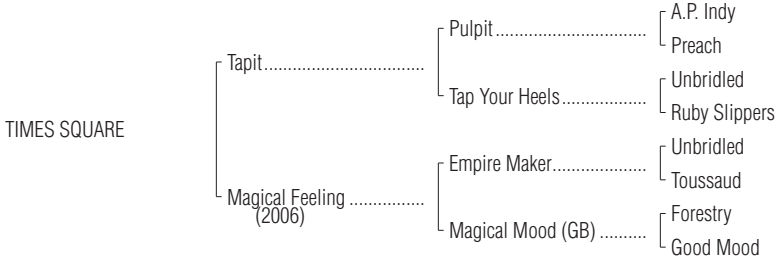 A.P. Indy
Pulpit
Preach
Tapit
Unbridled
Tap Your Heels
Ruby Slippers
TIMES SQUARE
Unbridled
Empire Maker
Toussaud
Magical Feeling
(2006)
Forestry
Magical Mood (GB)
Good Mood